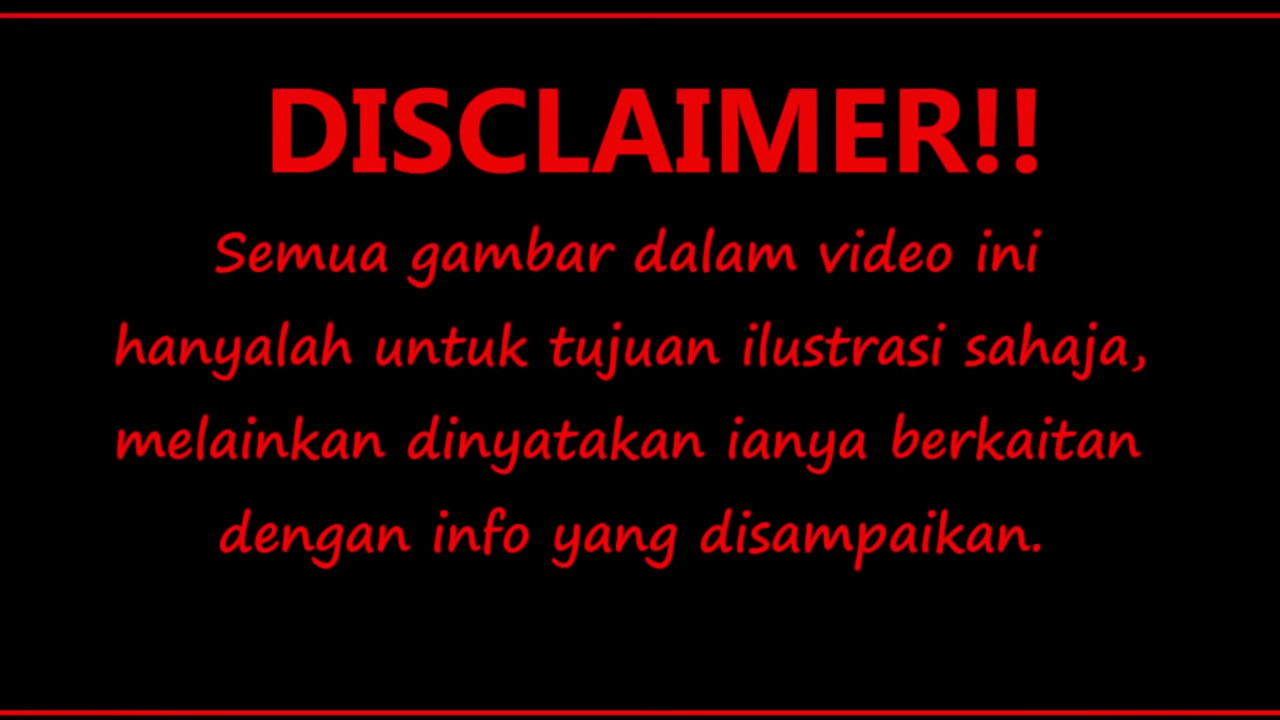 DISCLAIMER!!
Semua gambar dalam video ini
hanyalah untuk tujuan ilustrasi sahaja,
melainkan dinyatakan ianya berkaitan
dengan info yang disampaikan.